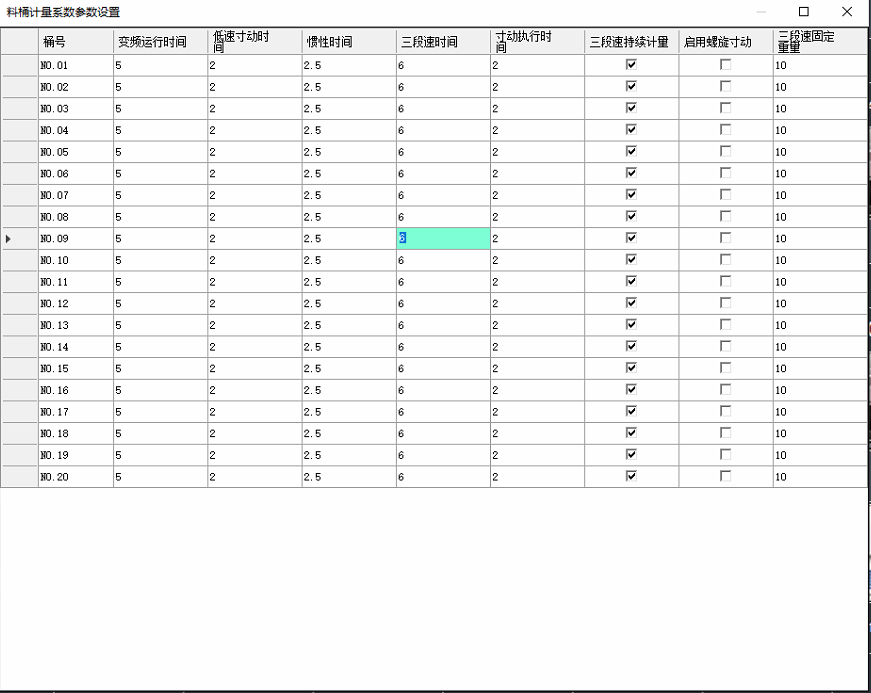 料桶计量系数参数设置
桶号 变频运行时间 低速寸动时间 惯性时间 三段速时间 寸动执行时间 三段速持续计量 启用螺旋寸动 三段速固定重量
NO.01 5 2 2.5 6 2 10
NO.02 5 2 2.5 6 2 10
NO.03 5 2 2.5 6 2 10
NO.04 5 2 2.5 6 2 10
NO.05 5 2 2.5 6 2 10
NO.06 5 2 2.5 6 2 10
NO.07 5 2 2.5 6 2 10
NO.08 5 2 2.5 6 2 10
NO.09 5 2 2.5 6 2 10
NO.10 5 2 2.5 6 2 10
NO.11 5 2 2.5 6 2 10
NO.12 5 2 2.5 6 2 10
NO.13 5 2 2.5 6 2 10
NO.14 5 2 2.5 6 2 10
NO.15 5 2 2.5 6 2 10
NO.16 5 2 2.5 6 2 10
NO.17 5 2 2.5 6 2 10
NO.18 5 2 2.5 6 2 10
NO.19 5 2 2.5 6 2 10
NO.20 5 2 2.5 6 2 10